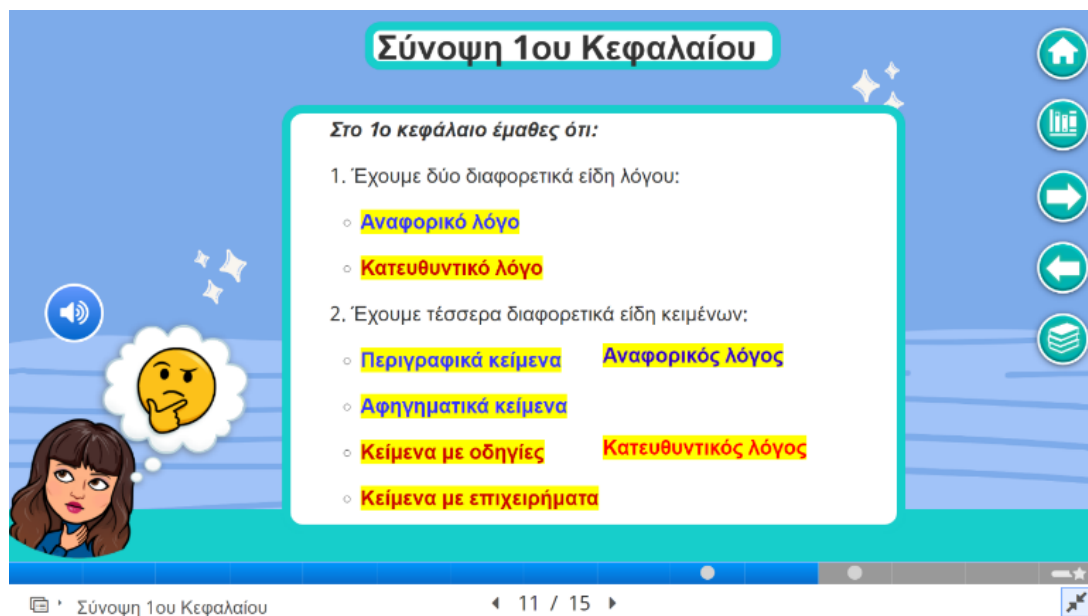 Σύνοψη 1ου Κεφαλαίου
Στο 1ο κεφάλαιο έμαθες ότι:
1. Έχουμε δύο διαφορετικά είδη λόγου:
Αναφορικό λόγο
Κατευθυντικό λόγο
2. Έχουμε τέσσερα διαφορετικά είδη κειμένων:
Περιγραφικά κείμενα Αναφορικός λόγος
Αφηγηματικά κείμενα
Κείμενα με οδηγίες Κατευθυντικός λόγος
Κείμενα με επιχειρήματα
Σύνοψη 1ου Κεφαλαίου 11 / 15